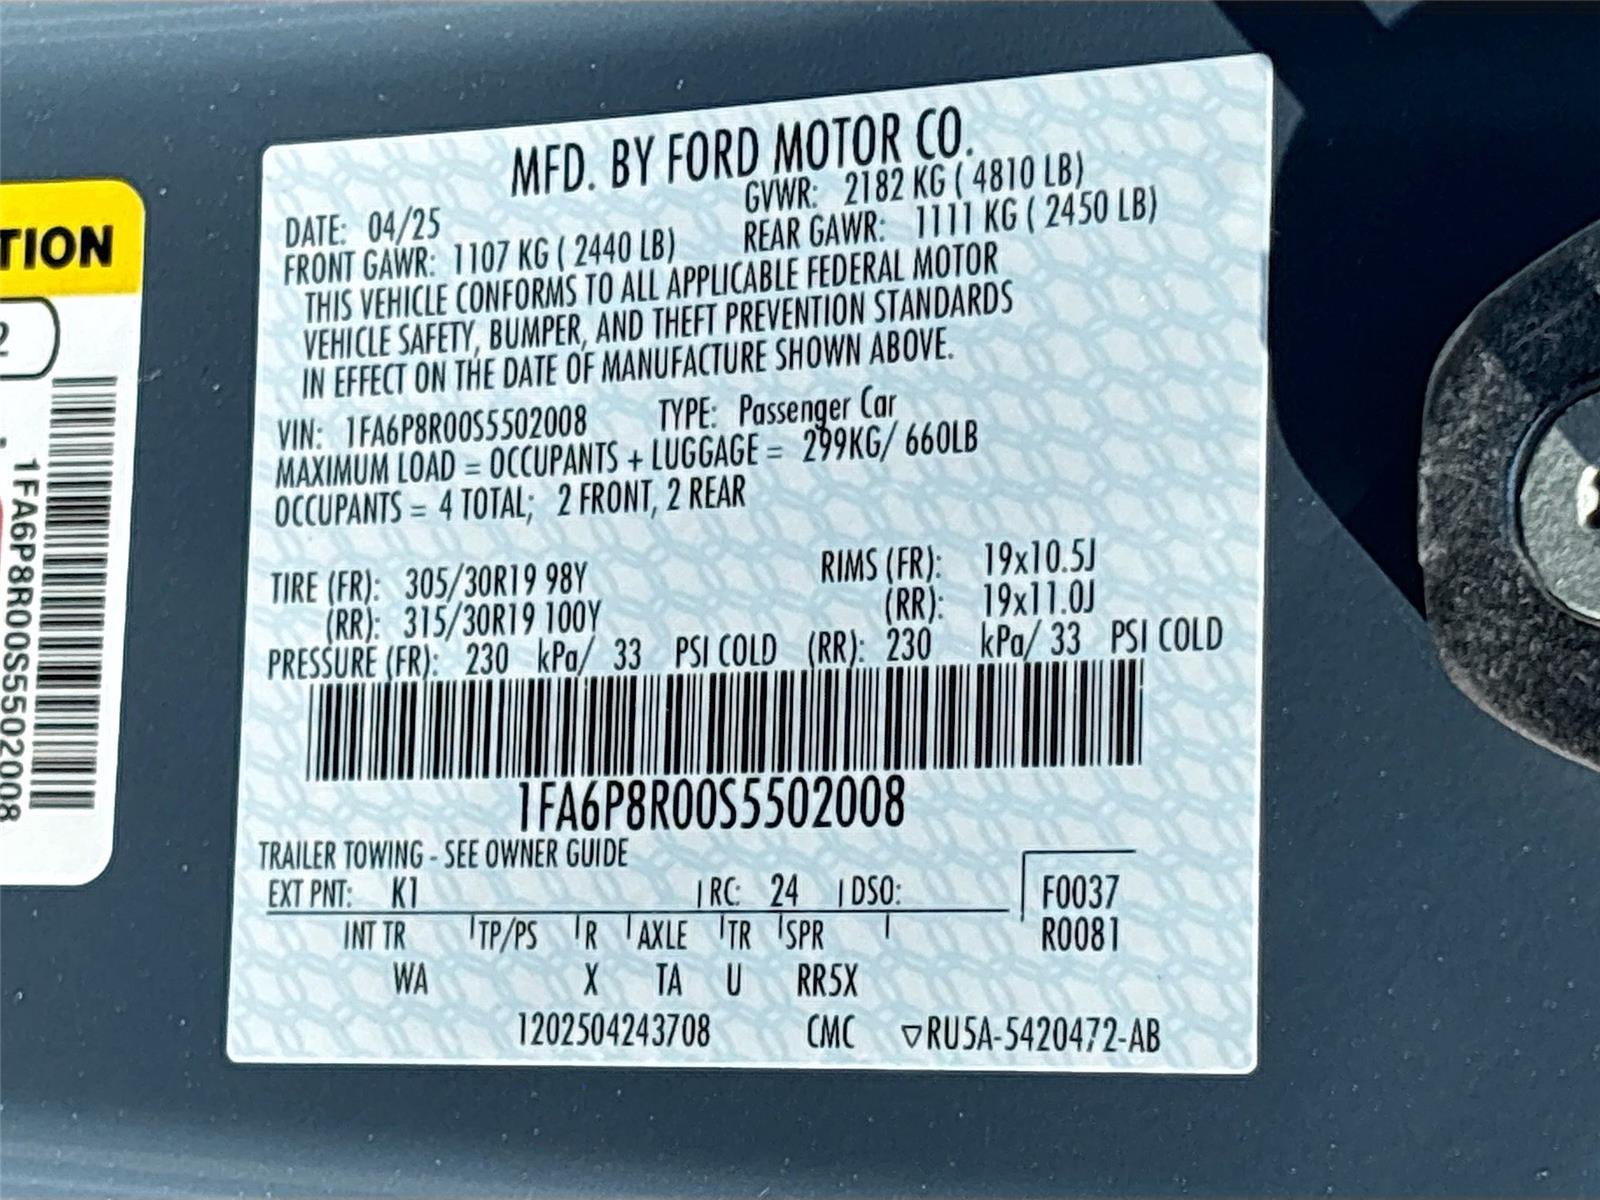 MFD. BY FORD MOTOR CO.
DATE: 04/25 GVWR: 2182 KG ( 4810 LB)
FRONT GAWR: 1107 KG ( 2440 LB) REAR GAWR: 1111 KG ( 2450 LB)
THIS VEHICLE CONFORMS TO ALL APPLICABLE FEDERAL MOTOR
VEHICLE SAFETY, BUMPER, AND THEFT PREVENTION STANDARDS
IN EFFECT ON THE DATE OF MANUFACTURE SHOWN ABOVE.
VIN: 1FA6P8R00S5502008 TYPE: Passenger Car
MAXIMUM LOAD = OCCUPANTS + LUGGAGE = 299KG/ 660LB
OCCUPANTS = 4 TOTAL; 2 FRONT, 2 REAR
TIRE (FR): 305/30R19 98Y RIMS (FR): 19x10.5J
(RR): 315/30R19 100Y (RR): 19x11.0J
PRESSURE (FR): 230 kPa/ 33 PSI COLD (RR): 230 kPa/ 33 PSI COLD
1FA6P8R00S5502008
TRAILER TOWING - SEE OWNER GUIDE
EXT PNT: K1 RC: 24 DSO: F0037
INT TR TP/PS R AXLE TR SPR R0081
WA X TA U RR5X
1202504243708 CMC ▽RU5A-5420472-AB
TION
2
1FA6P8R00S5502008